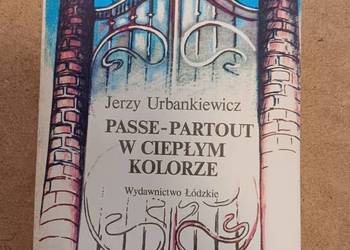 Jerzy Urbankiewicz
PASSE-PARTOUT
W CIEPŁYM
KOLORZE
Wydawnictwo Łódzkie